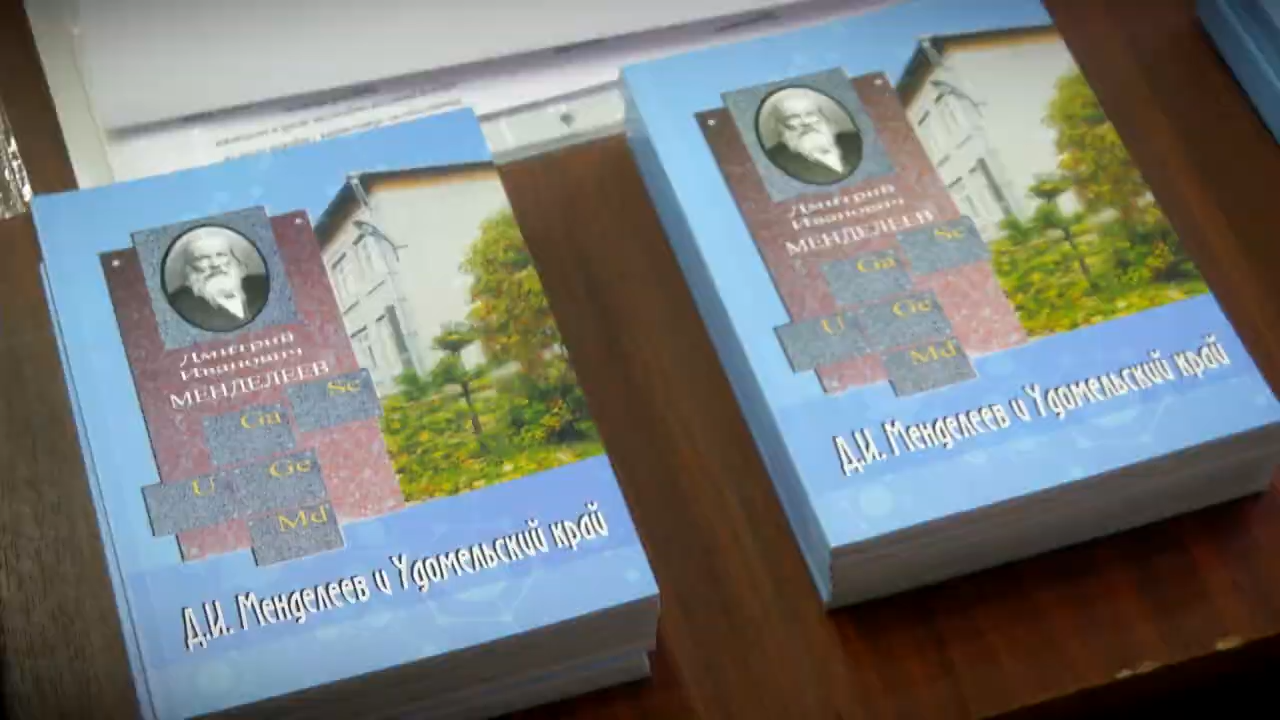 Дмитрий
Иванович
МЕНДЕЛЕЕВ
Sc
Ga
U
Ge
Md
Д.И. Менделеев и Удомельский край
Дмитрий
Иванович
МЕНДЕЛЕЕВ
Sc
Ga
U
Ge
Md
Д.И. Менделеев и Удомельский край